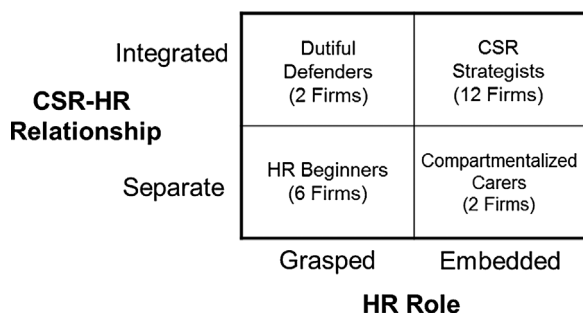 Integrated
Dutiful
Defenders
(2 Firms)
CSR
Strategists
(12 Firms)
CSR-HR
Relationship
Separate
HR Beginners
(6 Firms)
Compartmentalized
Carers
(2 Firms)
Grasped
Embedded
HR Role